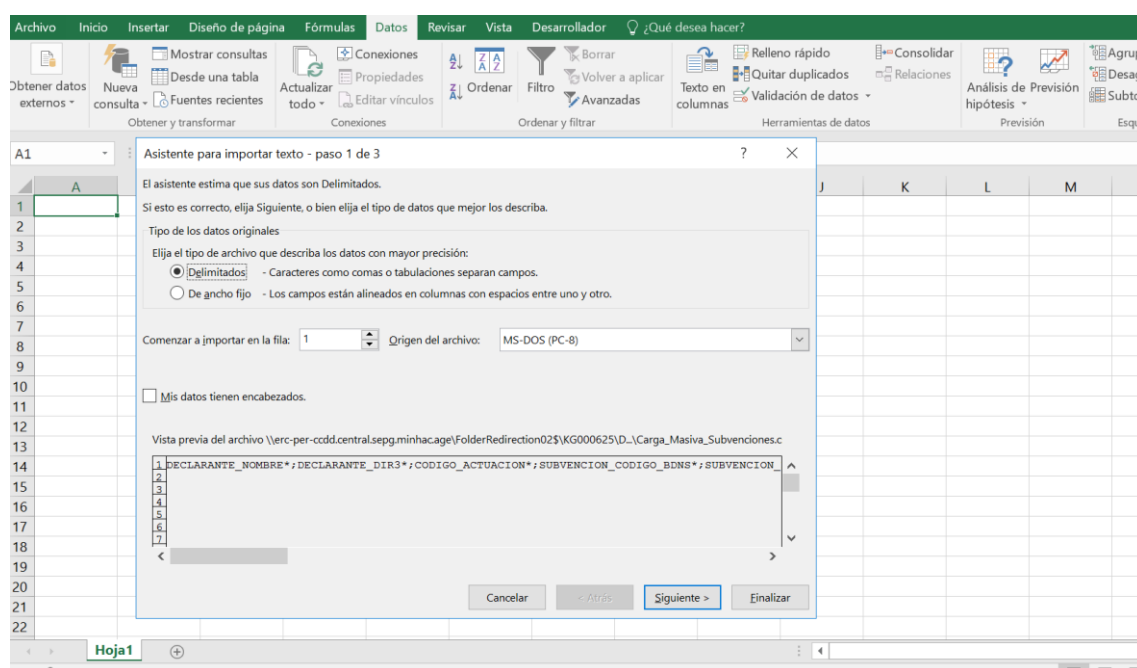 Archivo Inicio Insertar Diseño de página Fórmulas Datos Revisar Vista Desarrollador ¿Qué desea hacer?
Obtener datos externos
Nueva consulta
Mostrar consultas
Desde una tabla
Fuentes recientes
Obtener y transformar
Actualizar todo
Conexiones
Propiedades
Editar vínculos
Conexiones
Ordenar
Filtro
Borrar
Volver a aplicar
Avanzadas
Ordenar y filtrar
Texto en columnas
Relleno rápido
Quitar duplicados
Validación de datos
Consolidar
Relaciones
Herramientas de datos
Análisis de hipótesis
Previsión
Previsión
Agru
Desag
Subto
Esqu
A1
Asistente para importar texto - paso 1 de 3 ?
A J K L M
El asistente estima que sus datos son Delimitados.
Si esto es correcto, elija Siguiente, o bien elija el tipo de datos que mejor los describa.
Tipo de los datos originales
Elija el tipo de archivo que describa los datos con mayor precisión:
Delimitados - Caracteres como comas o tabulaciones separan campos.
De ancho fijo - Los campos están alineados en columnas con espacios entre uno y otro.
Comenzar a importar en la fila: 1 Origen del archivo: MS-DOS (PC-8)
Mis datos tienen encabezados.
Vista previa del archivo \\erc-per-ccdd.central.sepg.minhac.age\FolderRedirection02$\KG000625\D...\Carga_Masiva_Subvenciones.c
1 DECLARANTE_NOMBRE*;DECLARANTE_DIR3*;CODIGO_ACTUACION*;SUBVENCION_CODIGO_BDNS*;SUBVENCION_
2
3
4
5
6
7
Cancelar < Atrás Siguiente > Finalizar
1
2
3
4
5
6
7
8
9
10
11
12
13
14
15
16
17
18
19
20
21
22
Hoja1